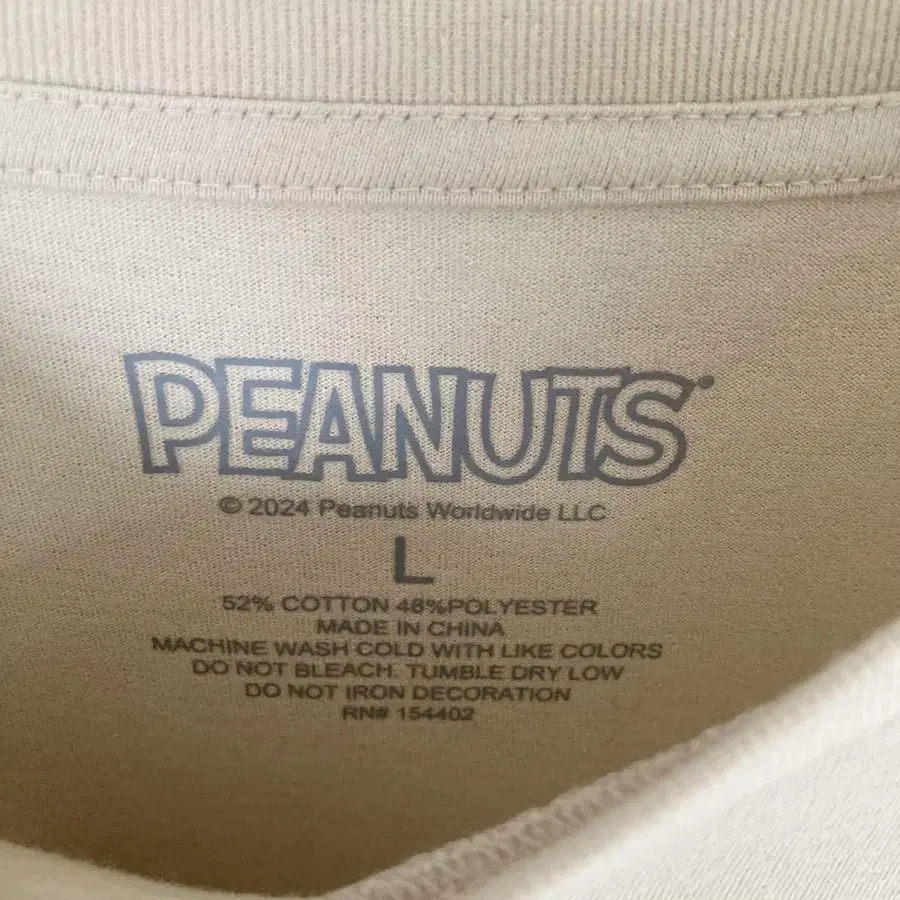 PEANUTS®
© 2024 Peanuts Worldwide LLC
L
52% COTTON 48%POLYESTER
MADE IN CHINA
MACHINE WASH COLD WITH LIKE COLORS
DO NOT BLEACH. TUMBLE DRY LOW
DO NOT IRON DECORATION
RN# 154402